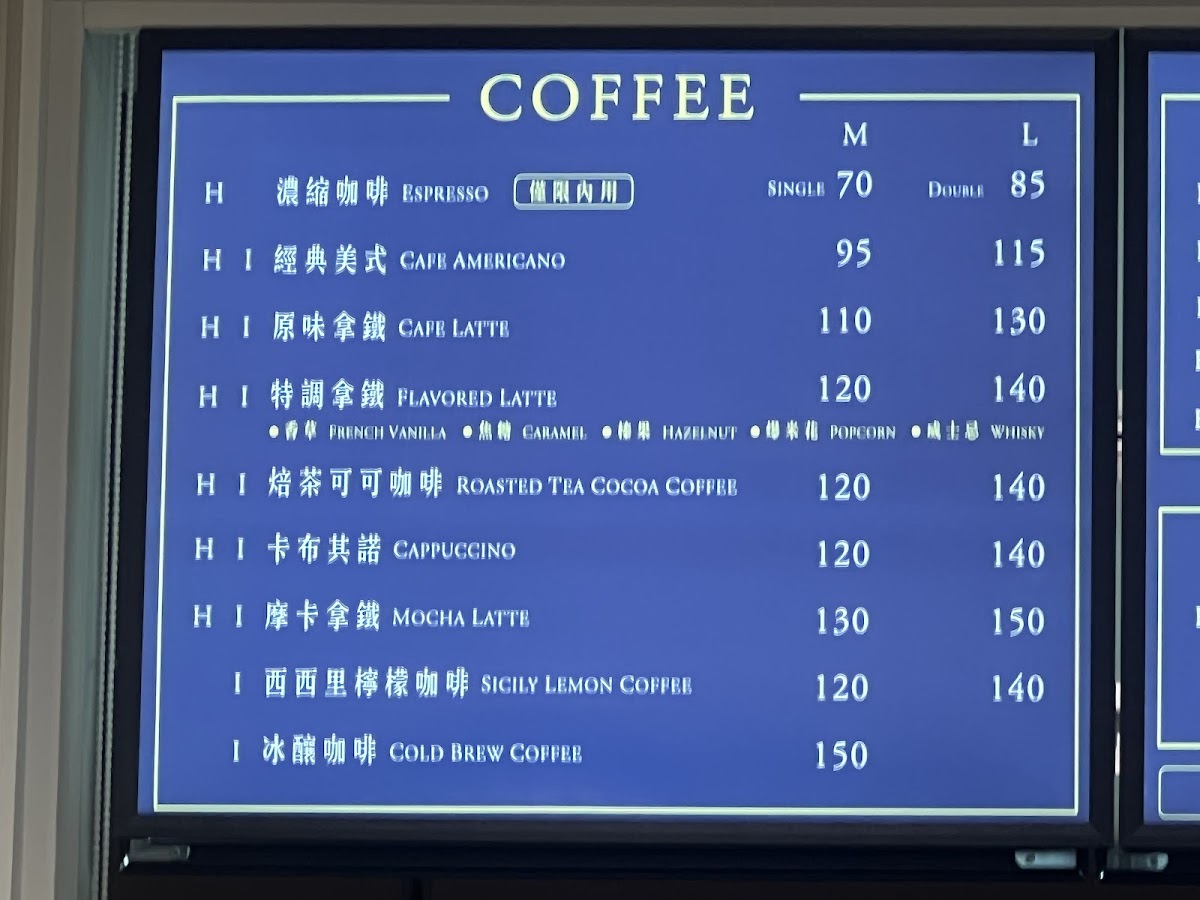 COFFEE
M L
H 濃縮咖啡 ESPRESSO 僅限內用 SINGLE 70 DOUBLE 85
H I 經典美式 CAFE AMERICANO 95 115
H I 原味拿鐵 CAFE LATTE 110 130
H I 特調拿鐵 FLAVORED LATTE 120 140
●香草 FRENCH VANILLA ●焦糖 CARAMEL ●榛果 HAZELNUT ●爆米花 POPCORN ●威士忌 WHISKY
H I 焙茶可可咖啡 ROASTED TEA COCOA COFFEE 120 140
H I 卡布其諾 CAPPUCCINO 120 140
H I 摩卡拿鐵 MOCHA LATTE 130 150
I 西西里檸檬咖啡 SICILY LEMON COFFEE 120 140
I 冰釀咖啡 COLD BREW COFFEE 150